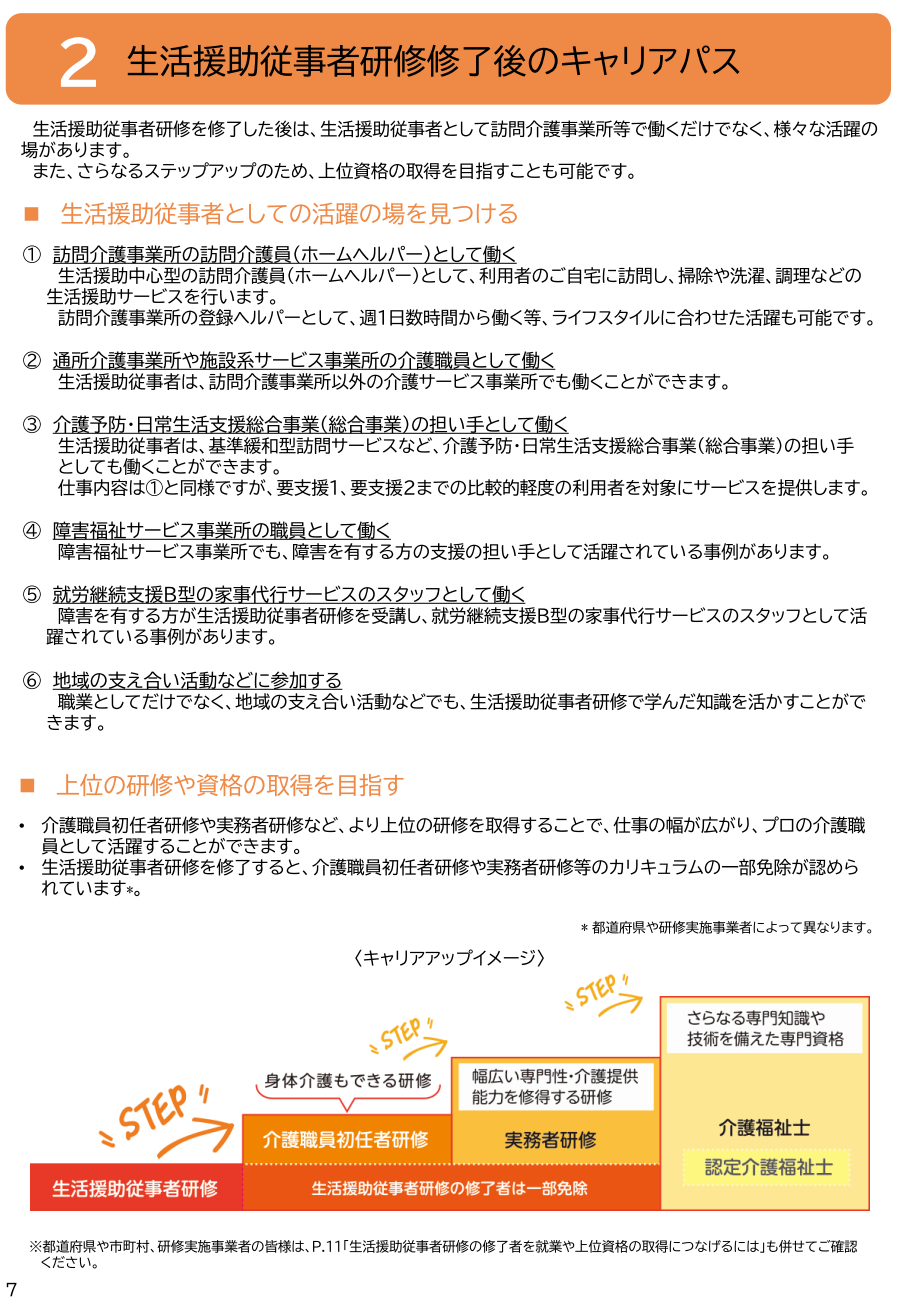 2 生活援助従事者研修修了後のキャリアパス
生活援助従事者研修を修了した後は、生活援助従事者として訪問介護事業所等で働くだけでなく、様々な活躍の
場があります。
また、さらなるステップアップのため、上位資格の取得を目指すことも可能です。
■ 生活援助従事者としての活躍の場を見つける
① 訪問介護事業所の訪問介護員（ホームヘルパー）として働く
生活援助中心型の訪問介護員（ホームヘルパー）として、利用者のご自宅に訪問し、掃除や洗濯、調理などの
生活援助サービスを行います。
訪問介護事業所の登録ヘルパーとして、週1日数時間から働く等、ライフスタイルに合わせた活躍も可能です。
② 通所介護事業所や施設系サービス事業所の介護職員として働く
生活援助従事者は、訪問介護事業所以外の介護サービス事業所でも働くことができます。
③ 介護予防・日常生活支援総合事業（総合事業）の担い手として働く
生活援助従事者は、基準緩和型訪問サービスなど、介護予防・日常生活支援総合事業（総合事業）の担い手
としても働くことができます。
仕事内容は①と同様ですが、要支援1、要支援2までの比較的軽度の利用者を対象にサービスを提供します。
④ 障害福祉サービス事業所の職員として働く
障害福祉サービス事業所でも、障害を有する方の支援の担い手として活躍されている事例があります。
⑤ 就労継続支援B型の家事代行サービスのスタッフとして働く
障害を有する方が生活援助従事者研修を受講し、就労継続支援B型の家事代行サービスのスタッフとして活
躍されている事例があります。
⑥ 地域の支え合い活動などに参加する
職業としてだけでなく、地域の支え合い活動などでも、生活援助従事者研修で学んだ知識を活かすことがで
きます。
■ 上位の研修や資格の取得を目指す
• 介護職員初任者研修や実務者研修など、より上位の研修を取得することで、仕事の幅が広がり、プロの介護職
員として活躍することができます。
• 生活援助従事者研修を修了すると、介護職員初任者研修や実務者研修等のカリキュラムの一部免除が認めら
れています*。
* 都道府県や研修実施事業者によって異なります。
〈キャリアアップイメージ〉
STEP
STEP
STEP
さらなる専門知識や
技術を備えた専門資格
身体介護もできる研修
幅広い専門性・介護提供
能力を修得する研修
介護職員初任者研修
実務者研修
介護福祉士
認定介護福祉士
生活援助従事者研修
生活援助従事者研修の修了者は一部免除
※都道府県や市町村、研修実施事業者の皆様は、P.11「生活援助従事者研修の修了者を就業や上位資格の取得につなげるには」も併せてご確認
ください。
7